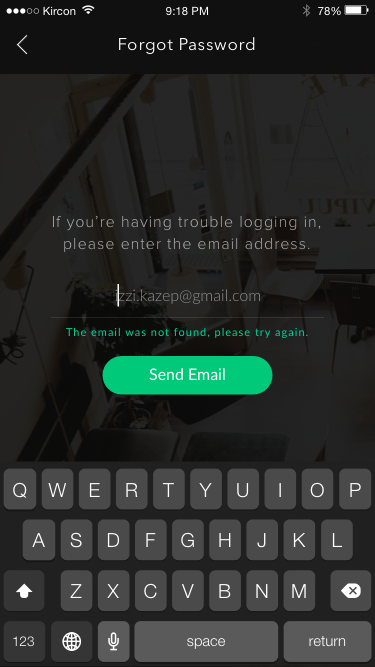 Kircon 9:18 PM 78%
Forgot Password
If you're having trouble logging in,
please enter the email address.
izzi.kazep@gmail.com
The email was not found, please try again.
Send Email
Q W E R T Y U I O P
A S D F G H J K L
Z X C V B N M
123 space return